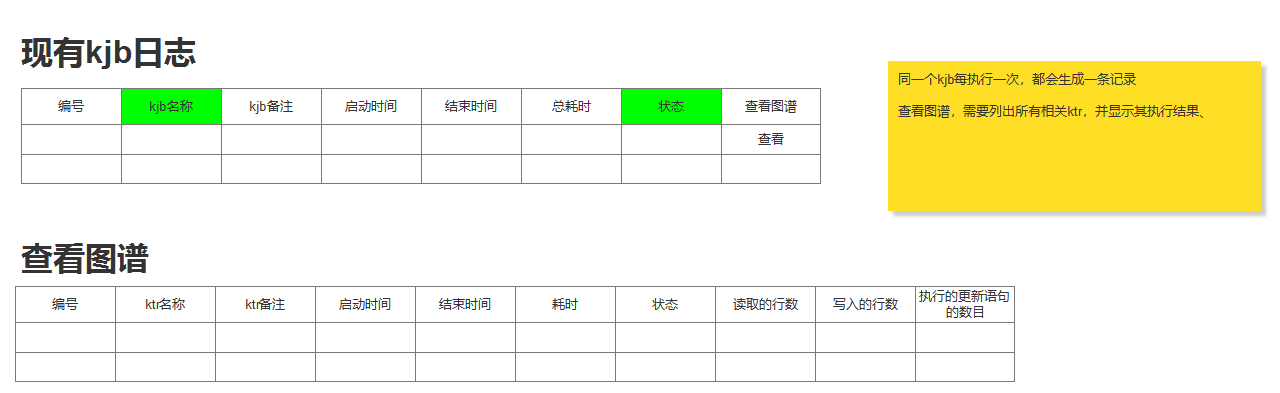 现有kjb日志
编号 kjb名称 kjb备注 启动时间 结束时间 总耗时 状态 查看图谱
查看
同一个kjb每执行一次，都会生成一条记录
查看图谱，需要列出所有相关ktr，并显示其执行结果、
查看图谱
编号 ktr名称 ktr备注 启动时间 结束时间 耗时 状态 读取的行数 写入的行数 执行的更新语句
的数目